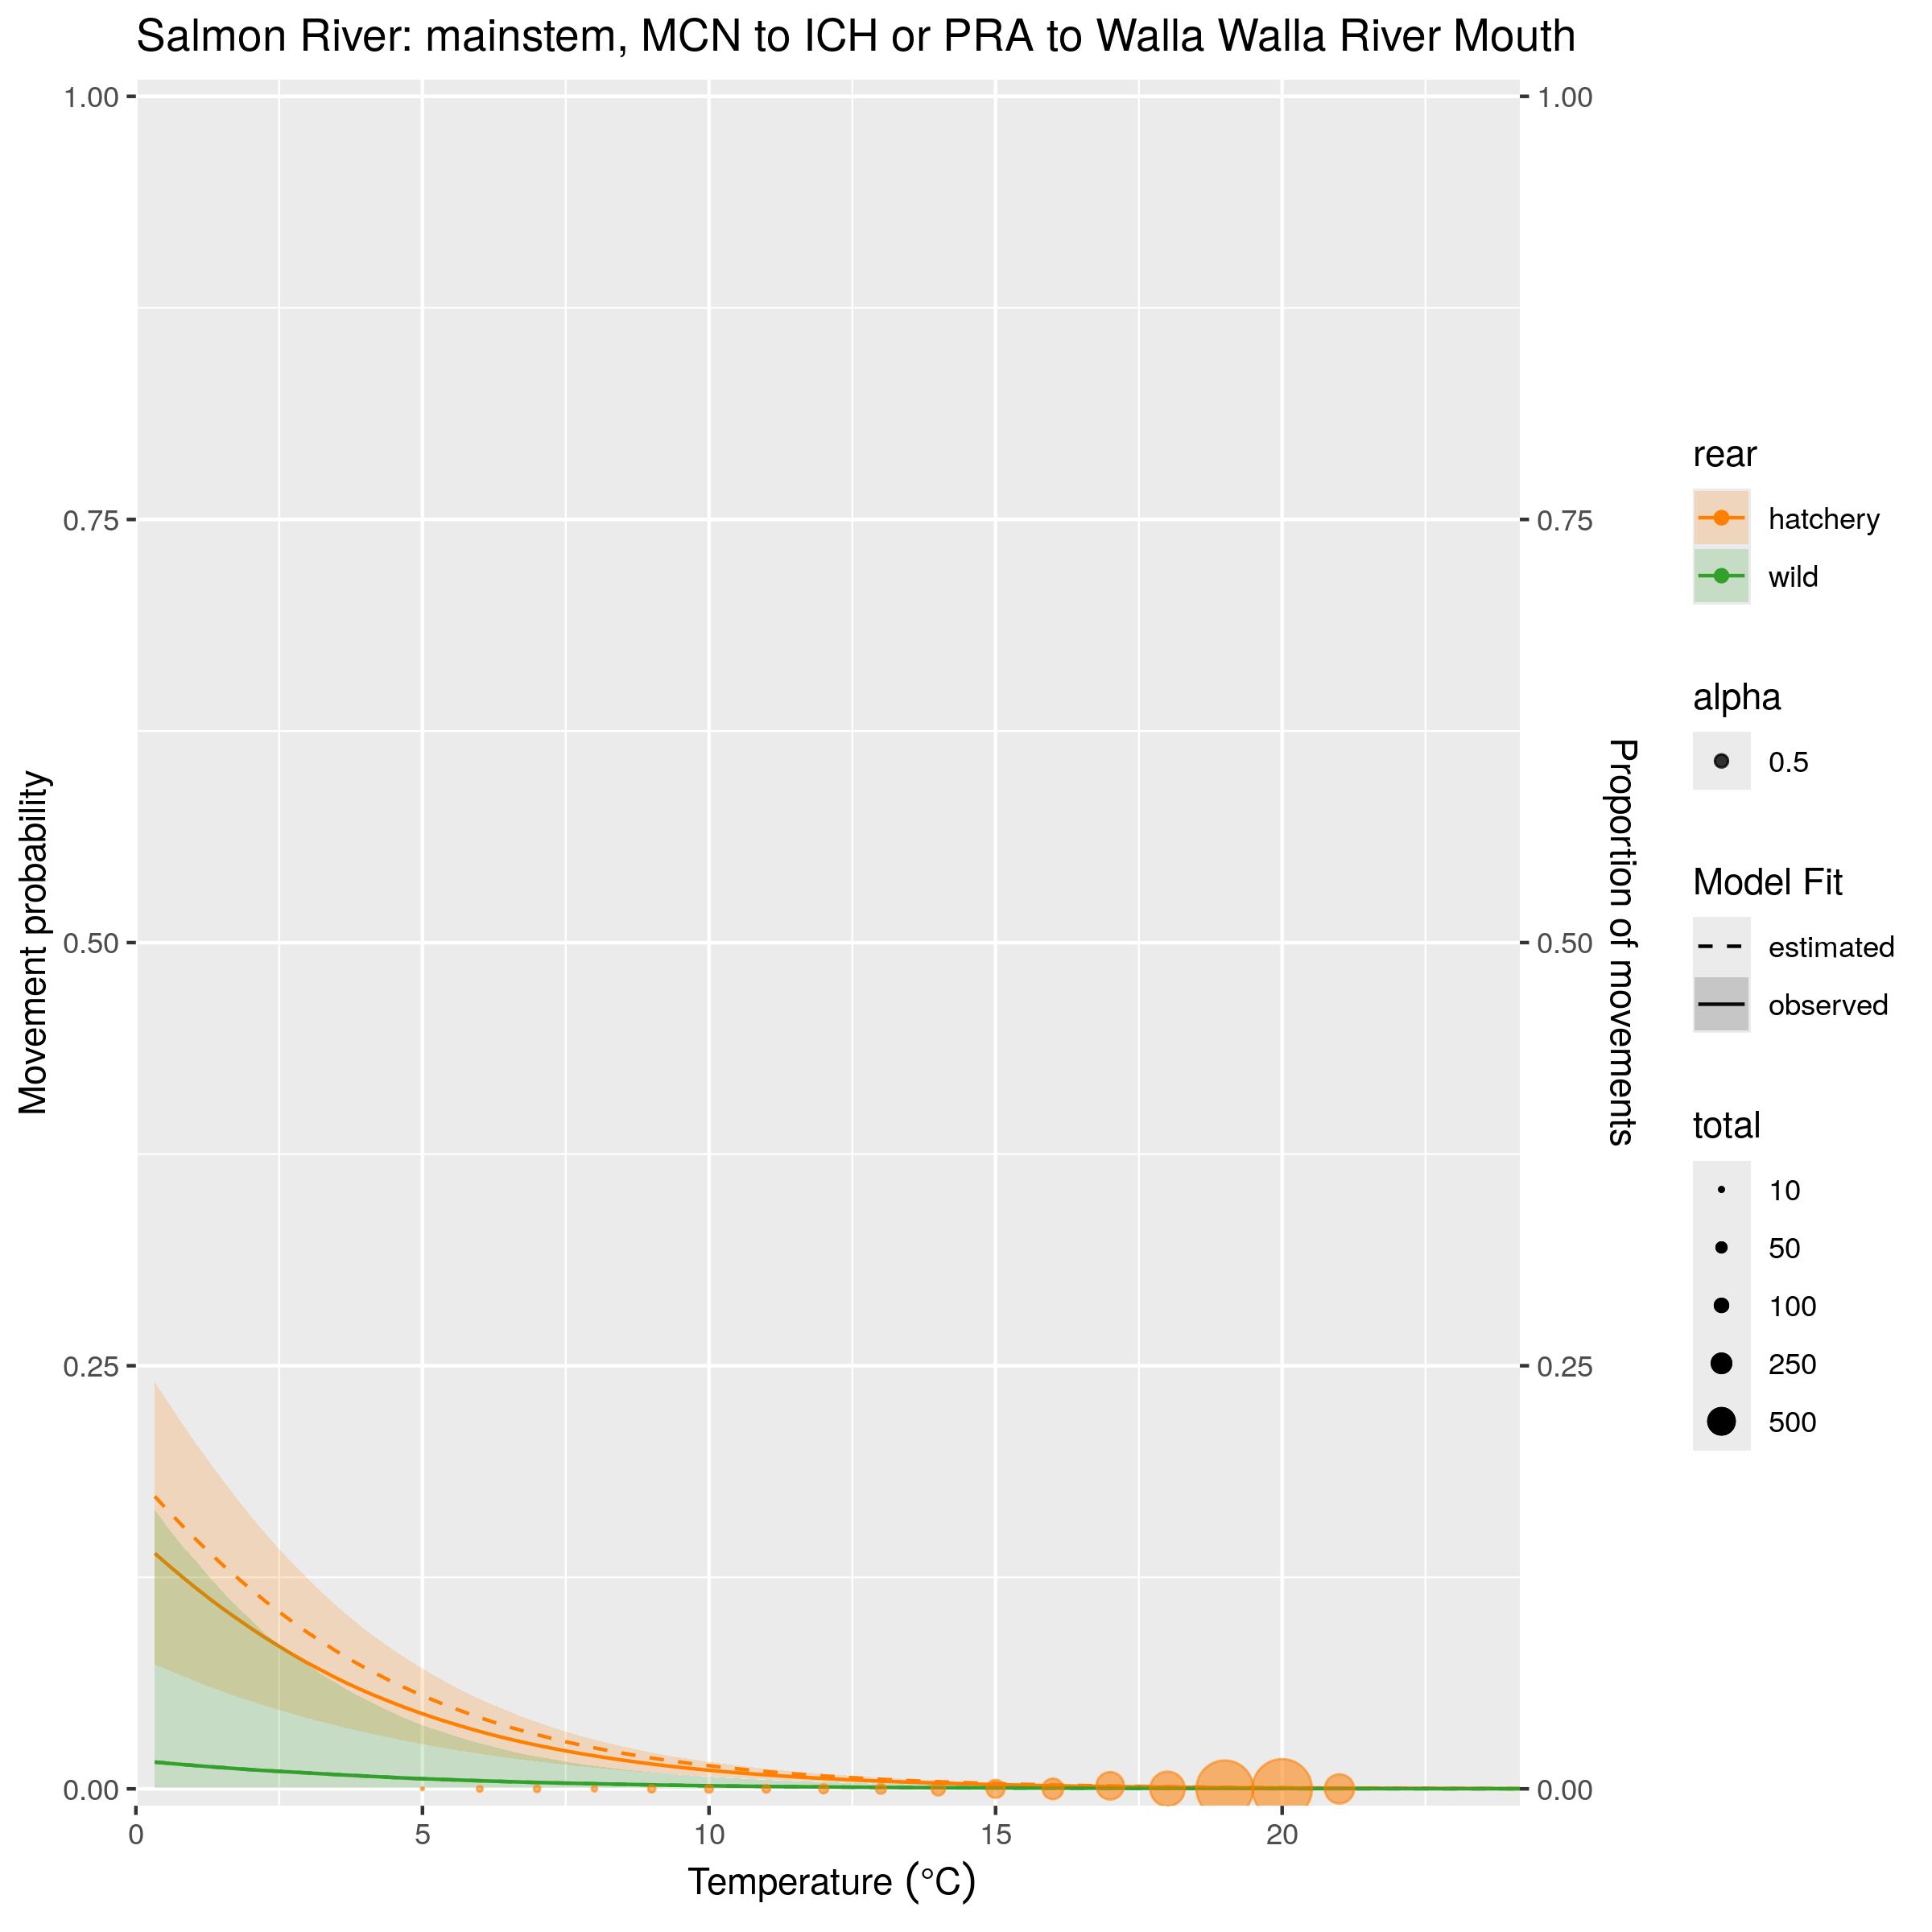 Salmon River: mainstem, MCN to ICH or PRA to Walla Walla River Mouth
Movement probability
1.00
0.75
0.50
0.25
0.00
0
5
10
15
20
Temperature (°C)
1.00
0.75
0.50
0.25
0.00
Proportion of movements
rear
hatchery
wild
alpha
0.5
Model Fit
estimated
observed
total
10
50
100
250
500